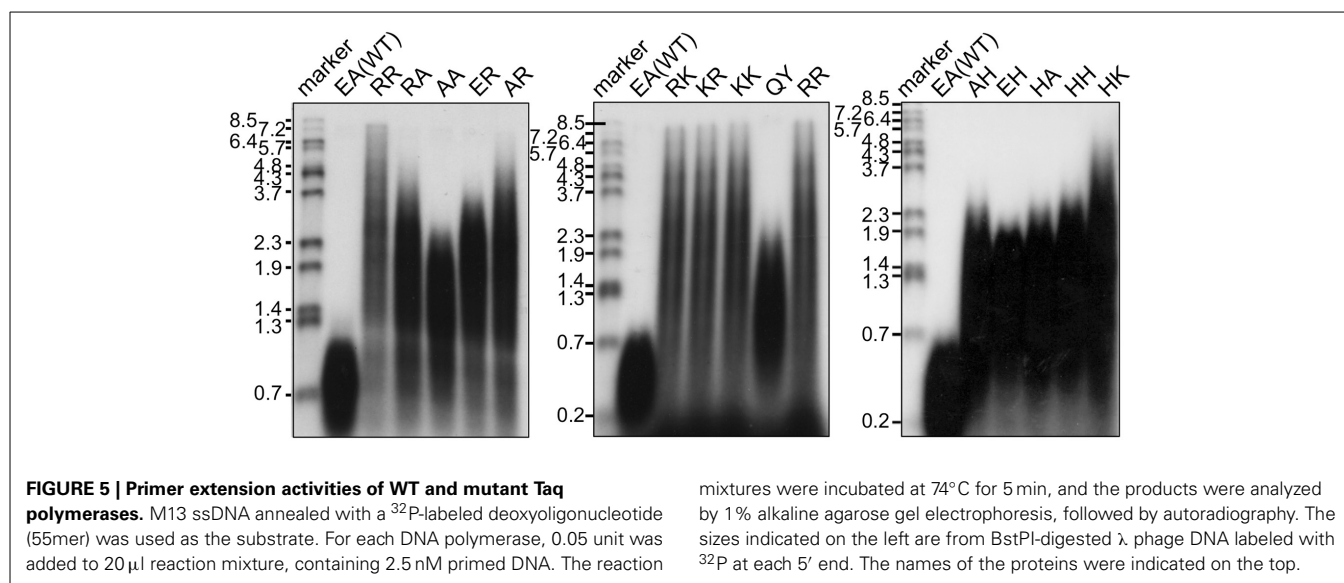 marker
EA(WT)
RR
RA
AA
ER
AR
8.5
7.2
6.4
5.7
4.8
4.3
3.7
2.3
1.9
1.4
1.3
0.7
marker
EA(WT)
RK
KR
KK
QY
RR
8.5
7.2
6.4
5.7
4.8
4.3
3.7
2.3
1.9
1.4
1.3
0.7
0.2
marker
EA(WT)
AH
EH
HA
HH
HK
8.5
7.2
6.4
5.7
4.8
4.3
3.7
2.3
1.9
1.4
1.3
0.7
0.2
FIGURE 5 | Primer extension activities of WT and mutant Taq
polymerases. M13 ssDNA annealed with a ³²P-labeled deoxyoligonucleotide
(55mer) was used as the substrate. For each DNA polymerase, 0.05 unit was
added to 20 μl reaction mixture, containing 2.5 nM primed DNA. The reaction
mixtures were incubated at 74°C for 5 min, and the products were analyzed
by 1% alkaline agarose gel electrophoresis, followed by autoradiography. The
sizes indicated on the left are from BstPI-digested λ phage DNA labeled with
³²P at each 5′ end. The names of the proteins were indicated on the top.